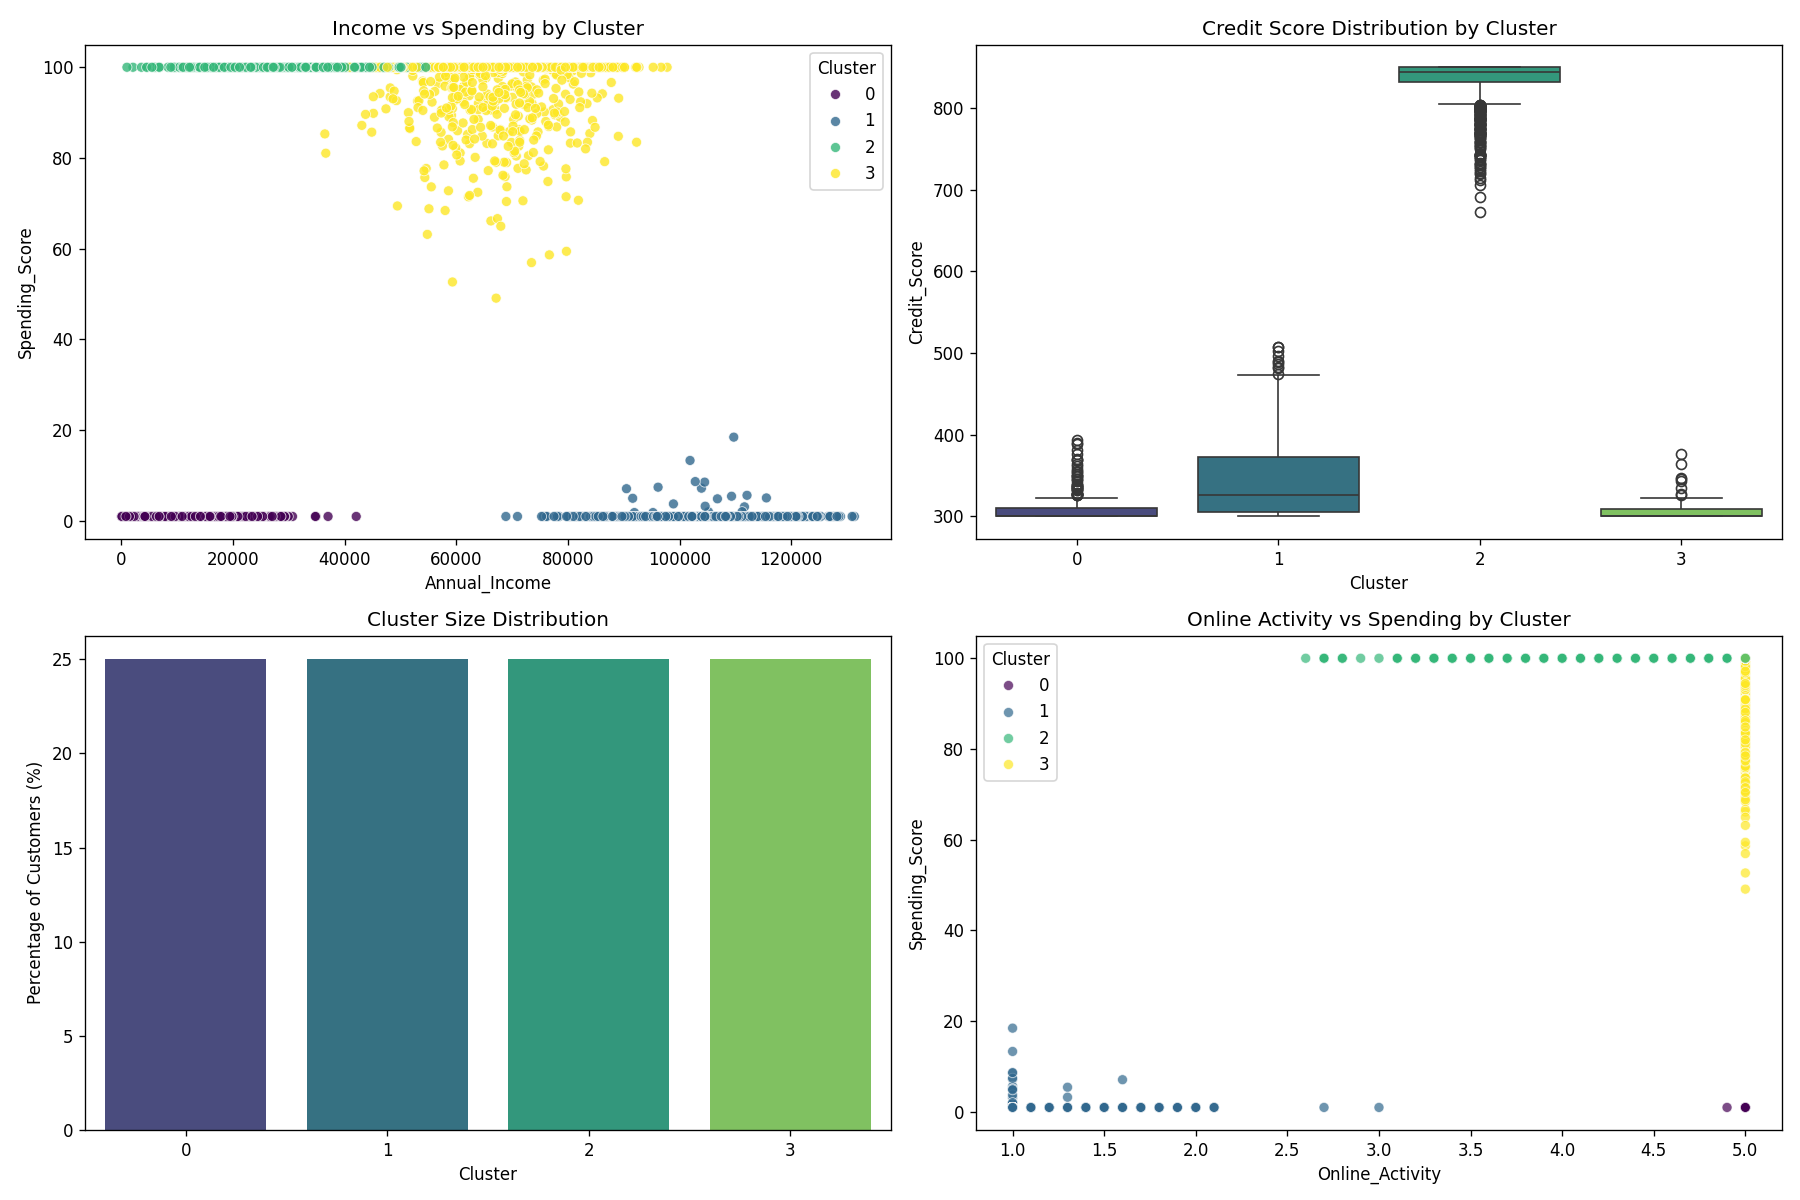 Income vs Spending by Cluster
Spending_Score
100
80
60
40
20
0
Cluster
0
1
2
3
0 20000 40000 60000 80000 100000 120000
Annual_Income
Credit Score Distribution by Cluster
Credit_Score
800
700
600
500
400
300
0 1 2 3
Cluster
Cluster Size Distribution
Percentage of Customers (%)
25
20
15
10
5
0
0 1 2 3
Cluster
Online Activity vs Spending by Cluster
Spending_Score
100
80
60
40
20
0
Cluster
0
1
2
3
1.0 1.5 2.0 2.5 3.0 3.5 4.0 4.5 5.0
Online_Activity